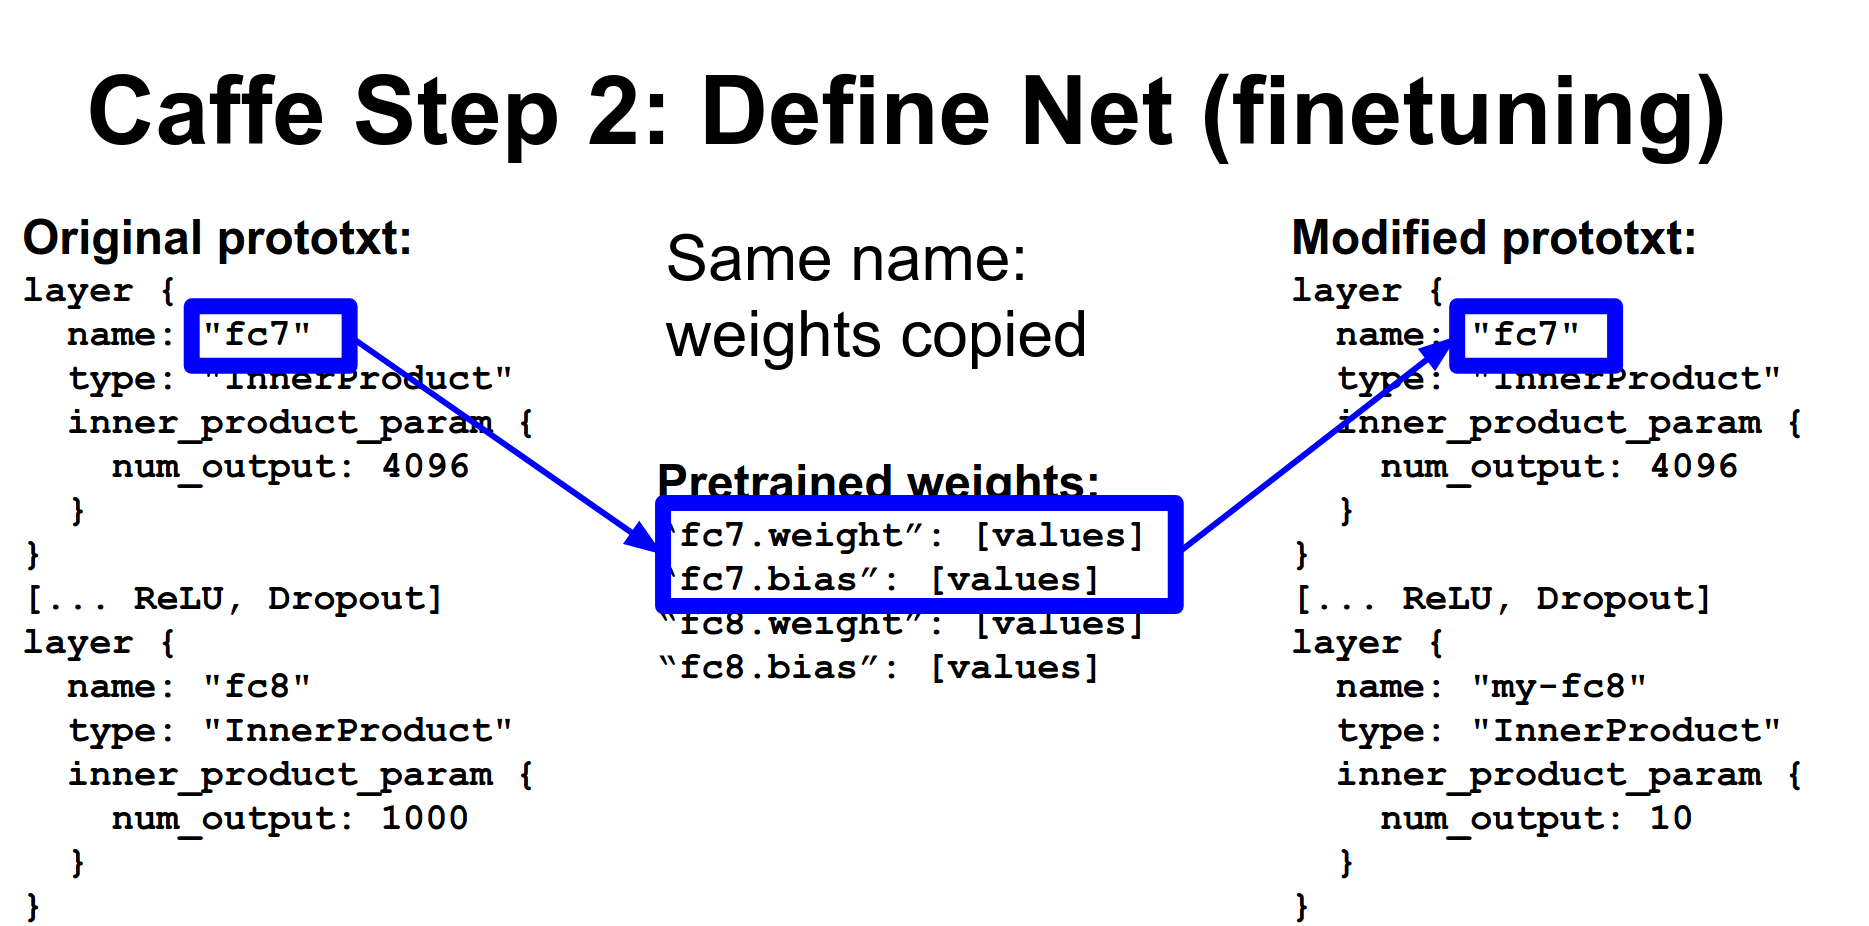 Caffe Step 2: Define Net (finetuning)
Original prototxt:
layer {
  name: "fc7"
  type: "InnerProduct"
  inner_product_param {
    num_output: 4096
  }
}
[... ReLU, Dropout]
layer {
  name: "fc8"
  type: "InnerProduct"
  inner_product_param {
    num_output: 1000
  }
}
Same name:
weights copied
Pretrained weights:
“fc7.weight”: [values]
“fc7.bias”: [values]
“fc8.weight”: [values]
“fc8.bias”: [values]
Modified prototxt:
layer {
  name: "fc7"
  type: "InnerProduct"
  inner_product_param {
    num_output: 4096
  }
}
[... ReLU, Dropout]
layer {
  name: "my-fc8"
  type: "InnerProduct"
  inner_product_param {
    num_output: 10
  }
}